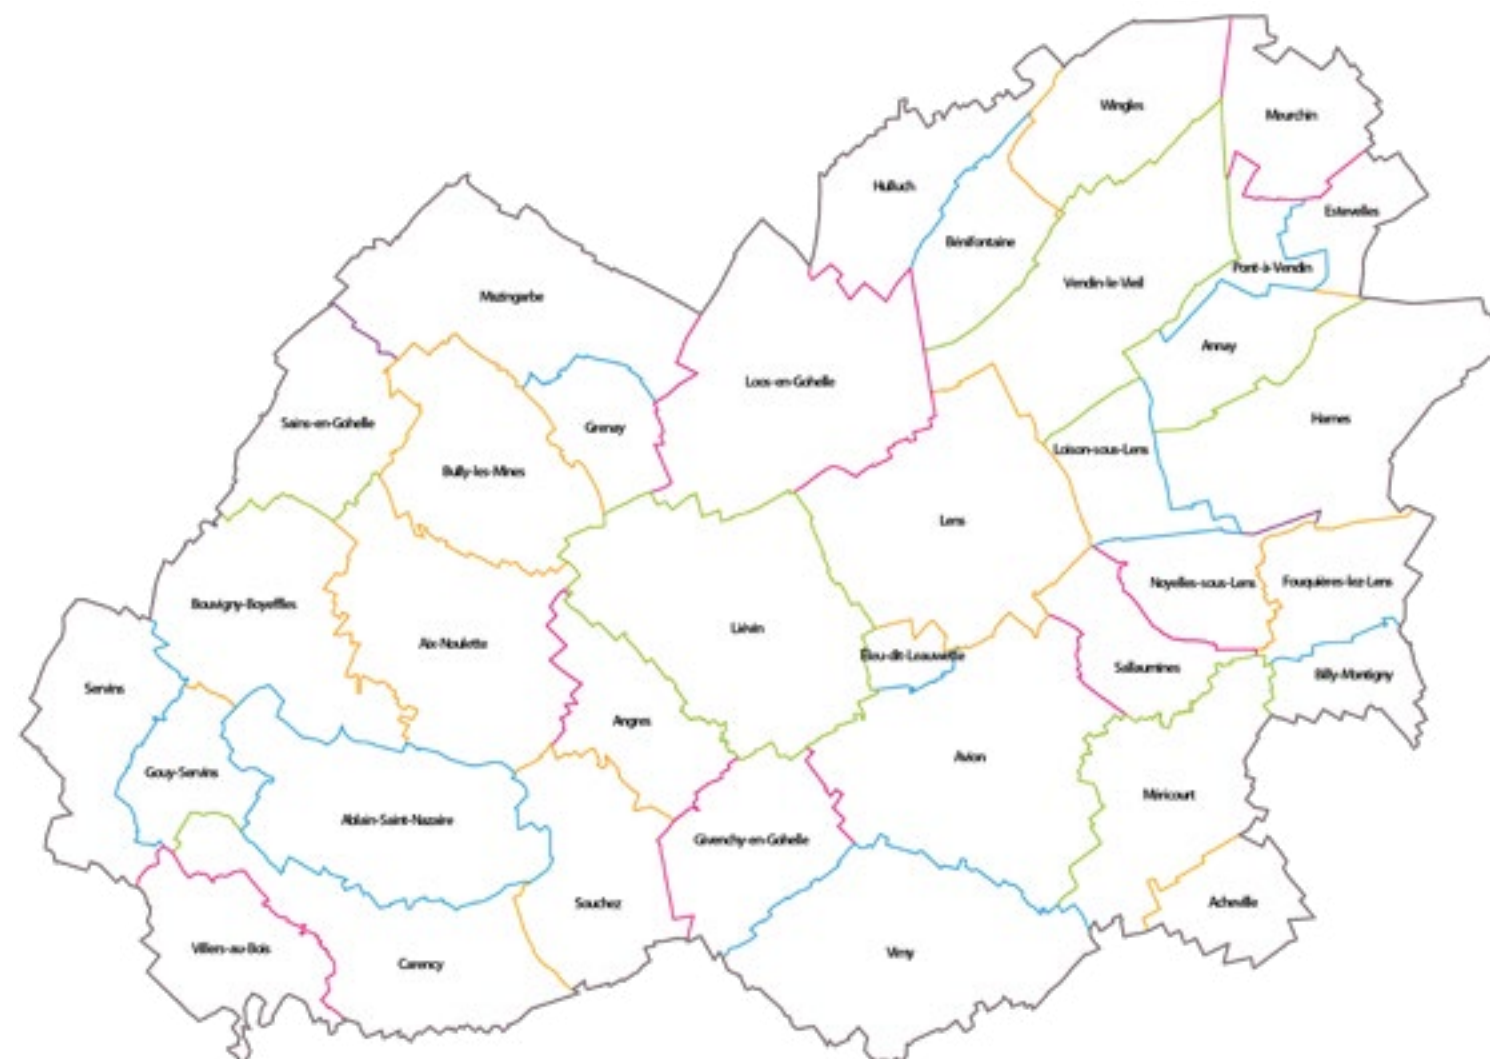 Wingles
Meurchin
Hulluch
Estevelles
Bénifontaine
Pont-à-Vendin
Vendin-le-Vieil
Mazingarbe
Annay
Loos-en-Gohelle
Harnes
Sains-en-Gohelle
Grenay
Loison-sous-Lens
Bully-les-Mines
Lens
Noyelles-sous-Lens
Fouquières-lez-Lens
Bouvigny-Boyeffles
Liévin
Aix-Noulette
Éleu-dit-Leauwette
Sallaumines
Billy-Montigny
Servins
Angres
Avion
Gouy-Servins
Méricourt
Ablain-Saint-Nazaire
Givenchy-en-Gohelle
Souchez
Acheville
Villers-au-Bois
Vimy
Carency